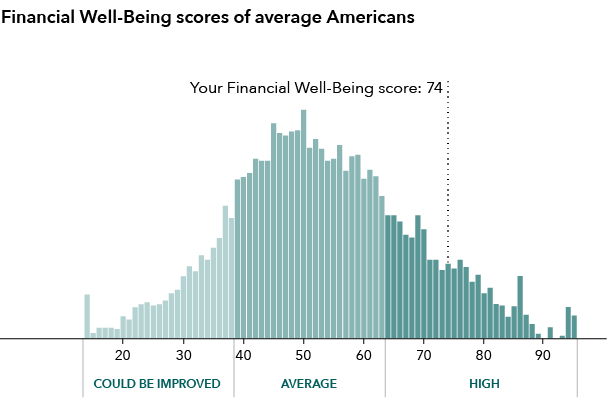 Financial Well-Being scores of average Americans
Your Financial Well-Being score: 74
20 30 40 50 60 70 80 90
COULD BE IMPROVED AVERAGE HIGH